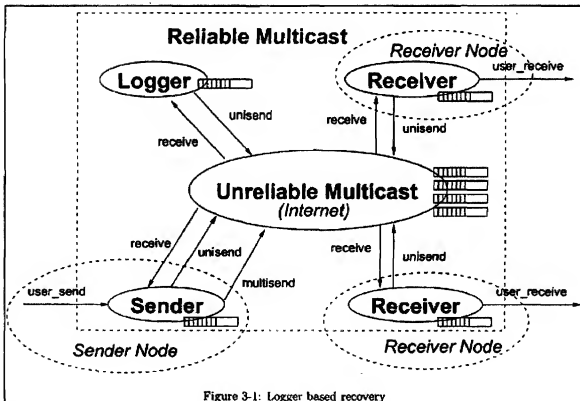 Reliable Multicast
Receiver Node
Logger
Receiver
user_receive
unisend
receive
receive
unisend
Unreliable Multicast
(Internet)
receive
unisend
multisend
receive
unisend
user_send
Sender
Receiver
user_receive
Sender Node
Receiver Node
Figure 3-1: Logger based recovery